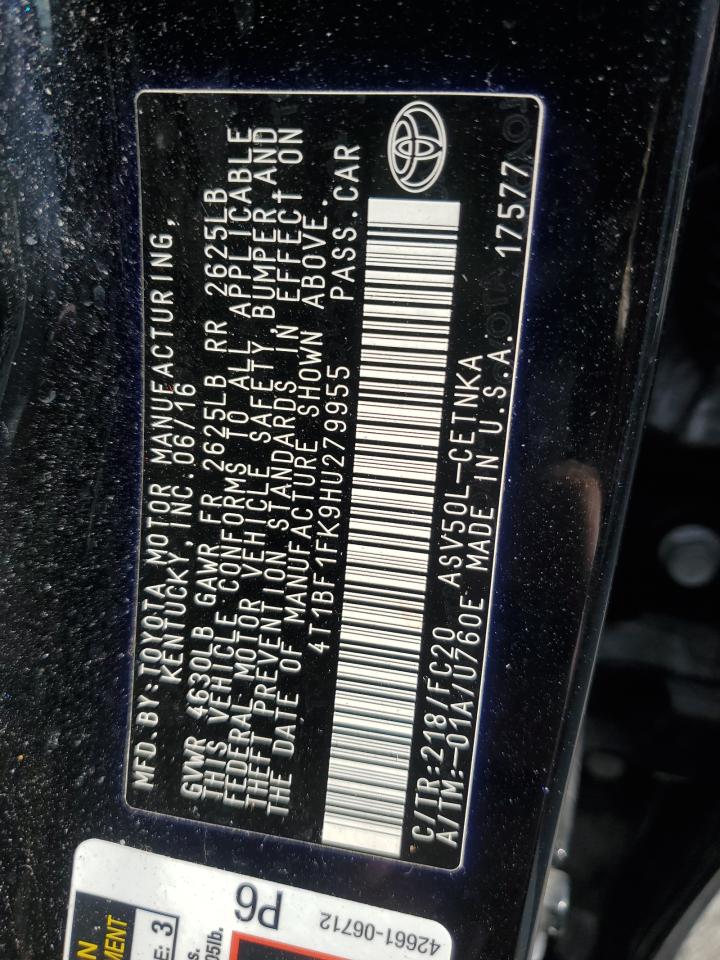 MFD.BY:TOYOTA MOTOR MANUFACTURING,
KENTUCKY,INC.06/16
GVWR 4630LB GAWR FR 2625LB RR 2625LB
THIS VEHICLE CONFORMS TO ALL APPLICABLE
FEDERAL MOTOR VEHICLE SAFETY,BUMPER AND
THEFT PREVENTION STANDARDS IN EFFECT ON
THE DATE OF MANUFACTURE SHOWN ABOVE.
4T1BF1FK9HU279955 PASS.CAR
C/TR:218/FC20 ASV50L-CETNKA
A/TM:-01A/U760E MADE IN U.S.A. 17577
P6
42661-06712
E: 3
05lb.